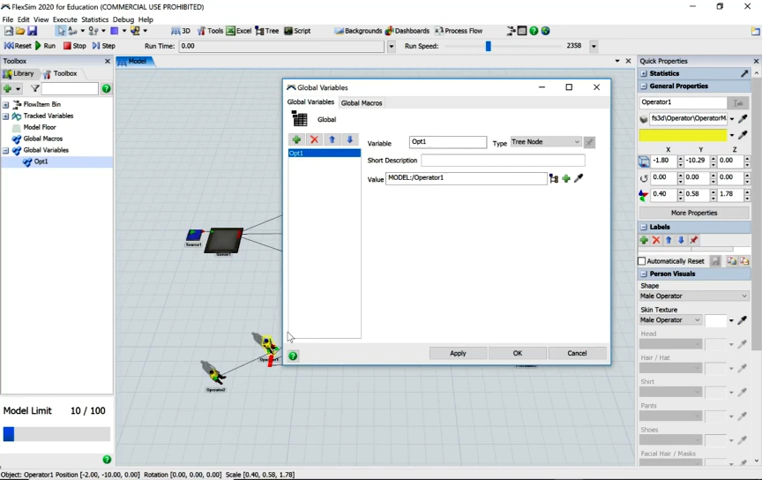 FlexSim 2020 for Education (COMMERCIAL USE PROHIBITED)
File Edit View Execute Statistics Debug Help
3D Tools Excel Tree Script Backgrounds Dashboards Process Flow
Reset Run Stop Step Run Time: 0.00 Run Speed: 2358
Toolbox
Library Toolbox
FlowItem Bin
Tracked Variables
Model Floor
Global Macros
Global Variables
Opt1
Model Limit 10 / 100
Model
Global Variables
Global Variables Global Macros
Global
Opt1
Variable Opt1 Type Tree Node
Short Description
Value MODEL:/Operator1
Apply OK Cancel
Operator2
Quick Properties
Statistics
General Properties
Operator1
fs3d\Operator\OperatorM
X Y Z
-1.80 -10.29 0.00
0.00 0.00 0.00
0.40 0.58 1.78
More Properties
Labels
Automatically Reset
Person Visuals
Shape
Male Operator
Skin Texture
Male Operator
Head
Hair / Hat
Shirt
Pants
Shoes
Facial Hair / Masks
Object: Operator1 Position [-2.00, -10.00, 0.00] Rotation [0.00, 0.00, 0.00] Scale [0.40, 0.58, 1.78]